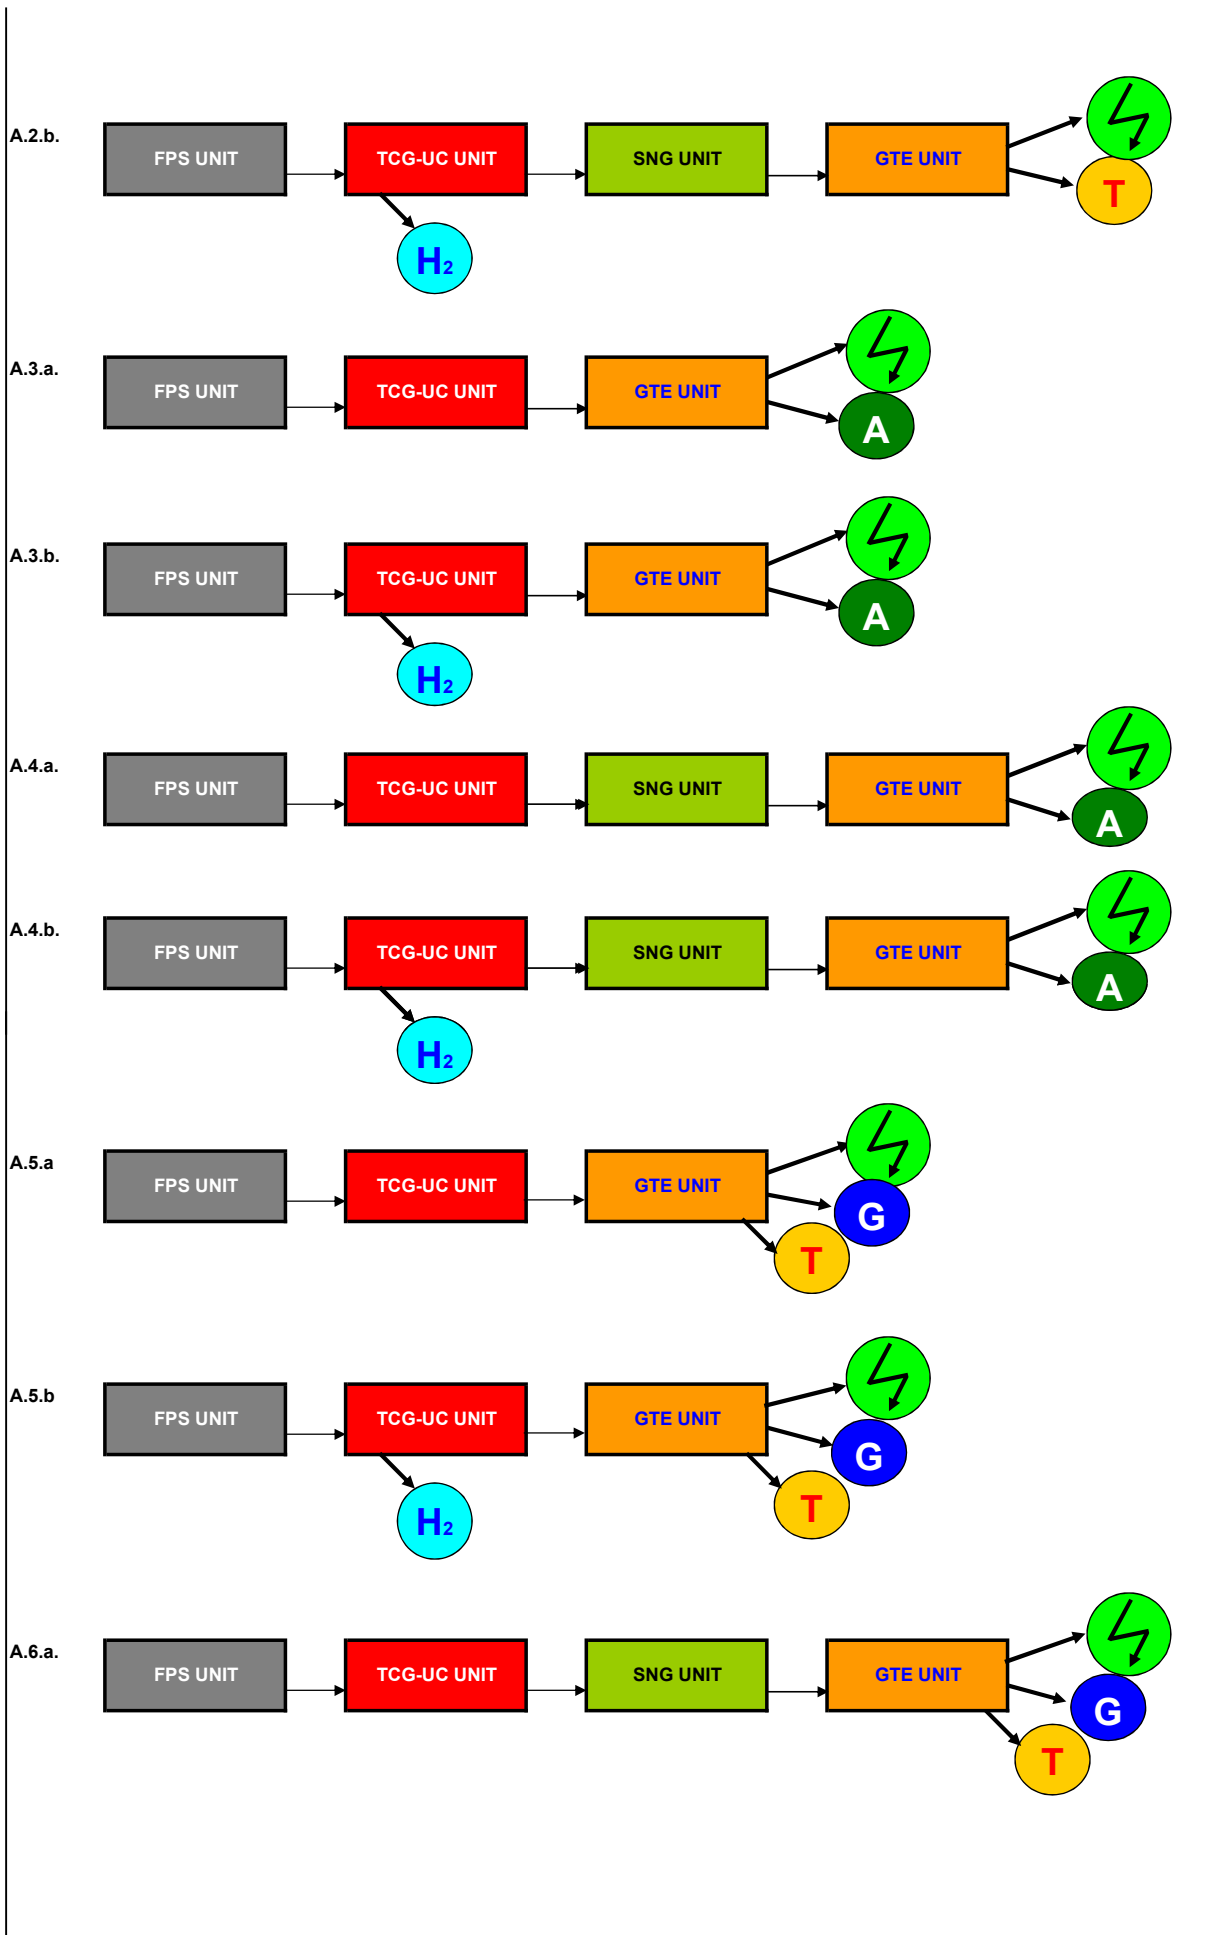 A.2.b.
FPS UNIT
TCG-UC UNIT
SNG UNIT
GTE UNIT
T
H2
A.3.a.
FPS UNIT
TCG-UC UNIT
GTE UNIT
A
A.3.b.
FPS UNIT
TCG-UC UNIT
GTE UNIT
A
H2
A.4.a.
FPS UNIT
TCG-UC UNIT
SNG UNIT
GTE UNIT
A
A.4.b.
FPS UNIT
TCG-UC UNIT
SNG UNIT
GTE UNIT
A
H2
A.5.a
FPS UNIT
TCG-UC UNIT
GTE UNIT
G
T
A.5.b
FPS UNIT
TCG-UC UNIT
GTE UNIT
G
T
H2
A.6.a.
FPS UNIT
TCG-UC UNIT
SNG UNIT
GTE UNIT
G
T